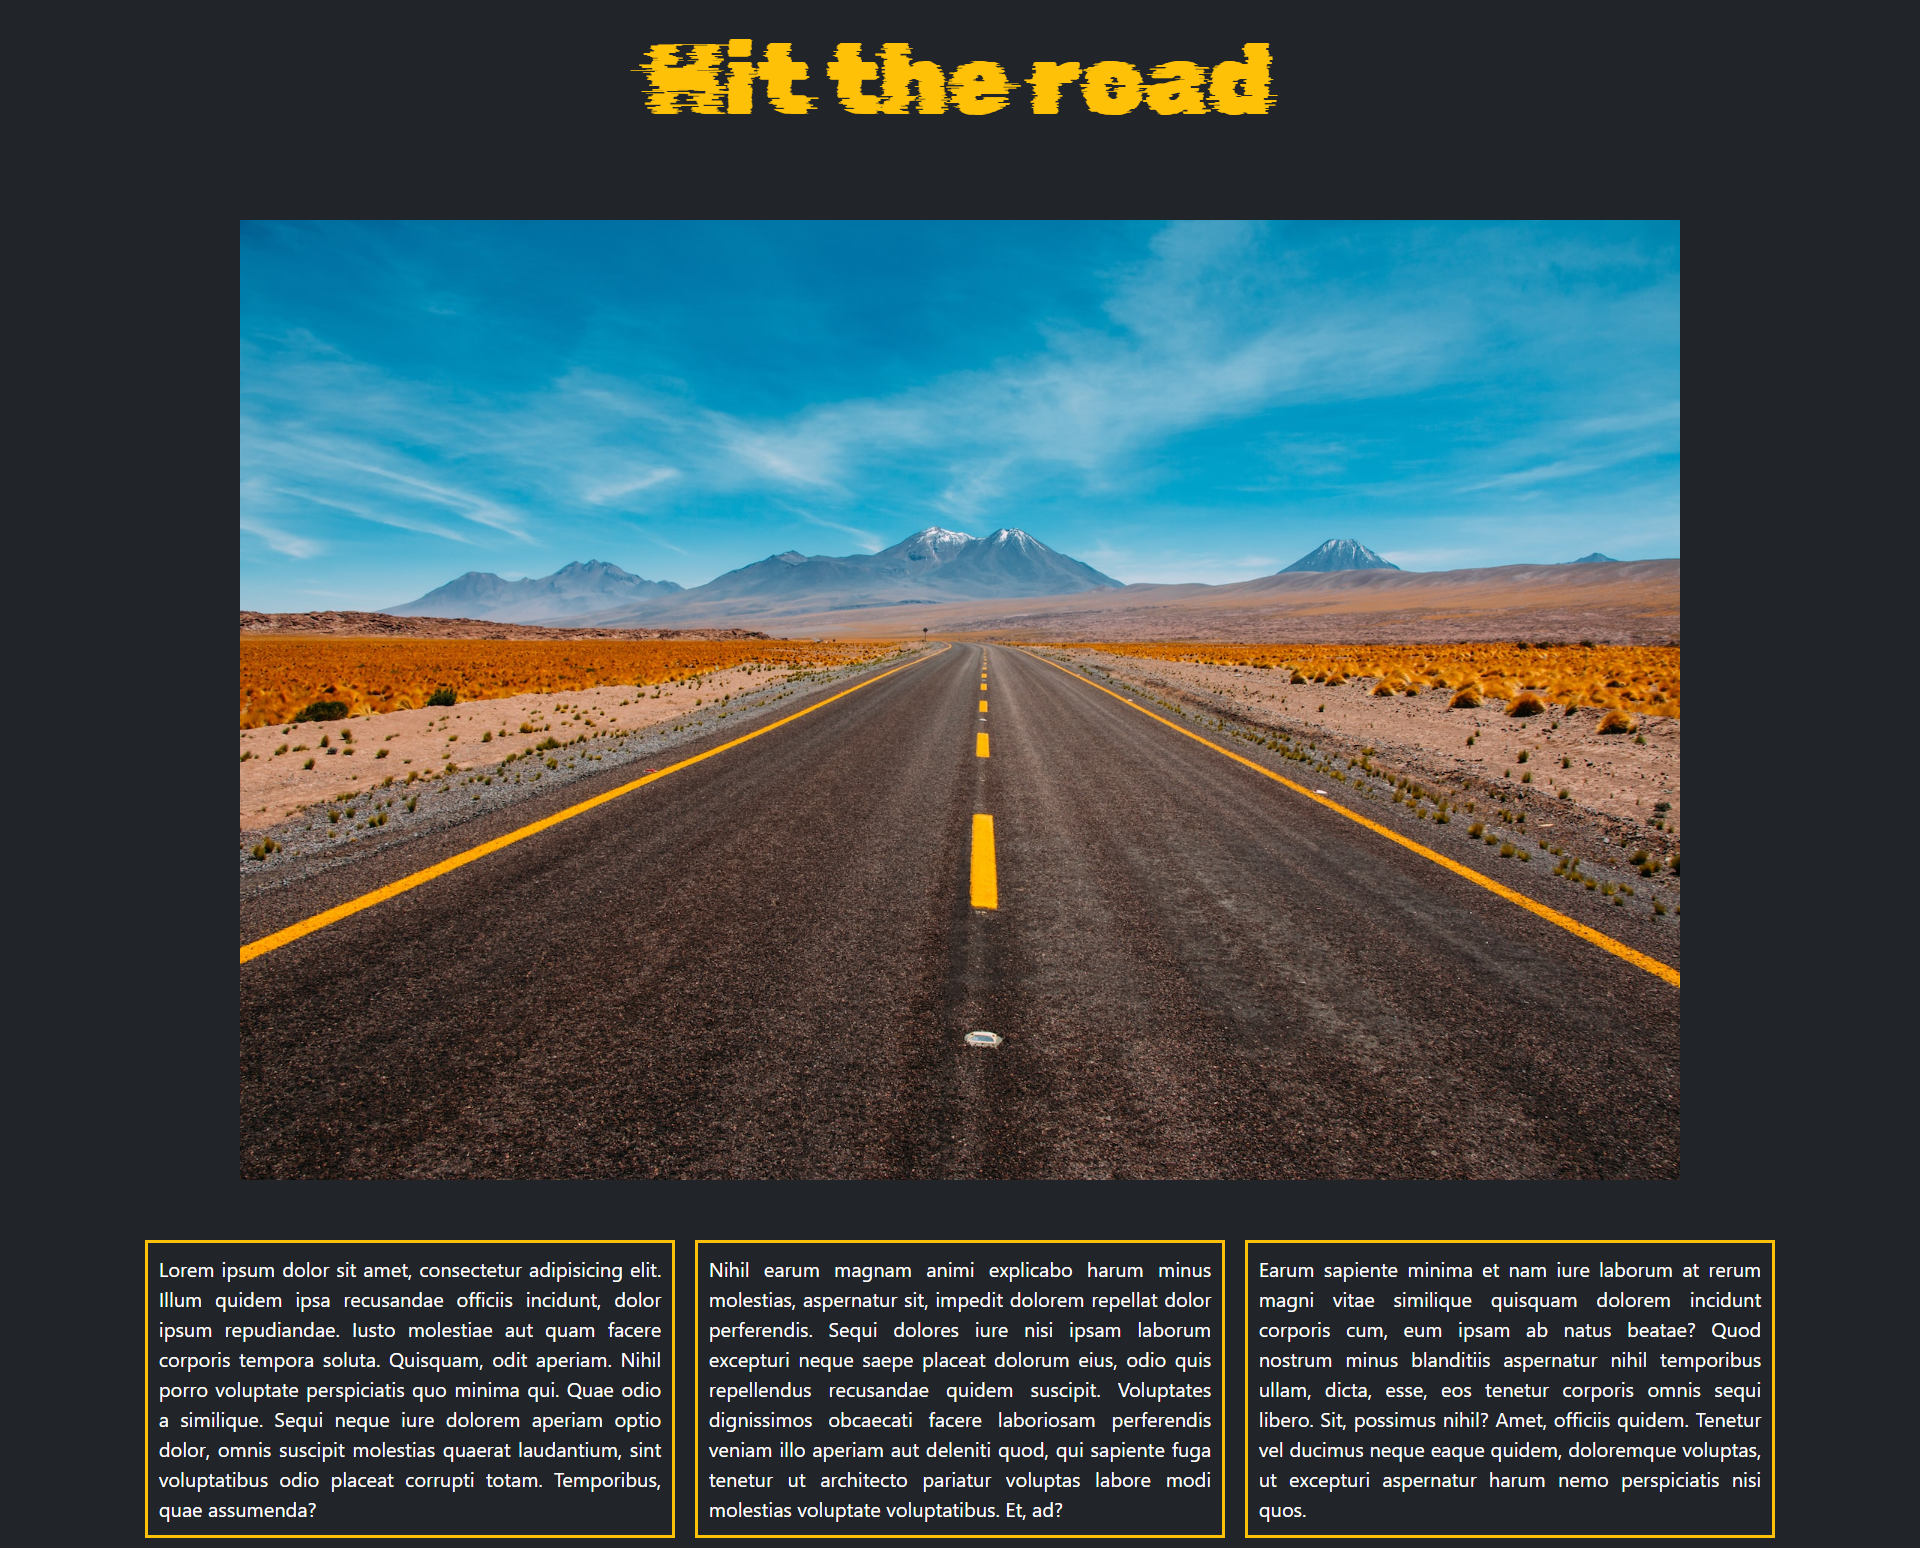 Hit the road
Lorem ipsum dolor sit amet, consectetur adipisicing elit.
Illum quidem ipsa recusandae officiis incidunt, dolor
ipsum repudiandae. Iusto molestiae aut quam facere
corporis tempora soluta. Quisquam, odit aperiam. Nihil
porro voluptate perspiciatis quo minima qui. Quae odio
a similique. Sequi neque iure dolorem aperiam optio
dolor, omnis suscipit molestias quaerat laudantium, sint
voluptatibus odio placeat corrupti totam. Temporibus,
quae assumenda?
Nihil earum magnam animi explicabo harum minus
molestias, aspernatur sit, impedit dolorem repellat dolor
perferendis. Sequi dolores iure nisi ipsam laborum
excepturi neque saepe placeat dolorum eius, odio quis
repellendus recusandae quidem suscipit. Voluptates
dignissimos obcaecati facere laboriosam perferendis
veniam illo aperiam aut deleniti quod, qui sapiente fuga
tenetur ut architecto pariatur voluptas labore modi
molestias voluptate voluptatibus. Et, ad?
Earum sapiente minima et nam iure laborum at rerum
magni vitae similique quisquam dolorem incidunt
corporis cum, eum ipsam ab natus beatae? Quod
nostrum minus blanditiis aspernatur nihil temporibus
ullam, dicta, esse, eos tenetur corporis omnis sequi
libero. Sit, possimus nihil? Amet, officiis quidem. Tenetur
vel ducimus neque eaque quidem, doloremque voluptas,
ut excepturi aspernatur harum nemo perspiciatis nisi
quos.